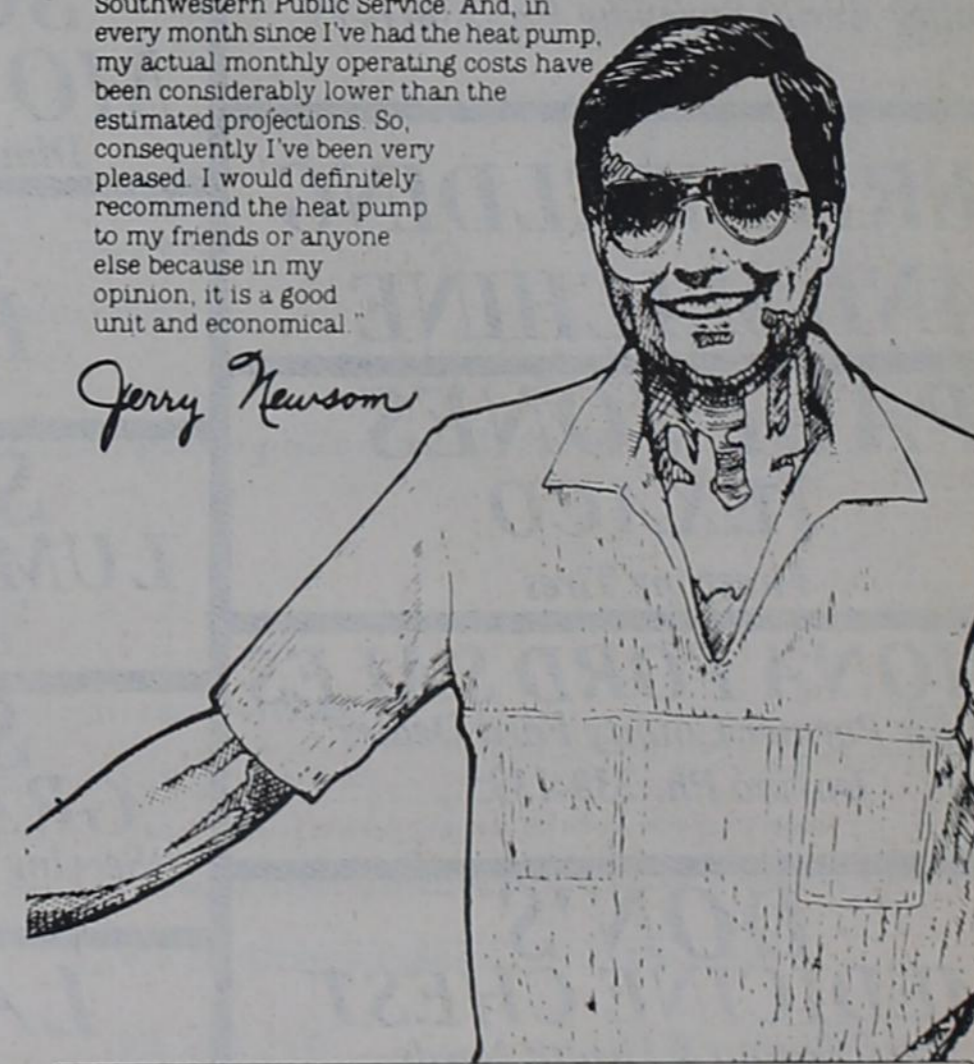 Southwestern Public Service. And, in
every month since I've had the heat pump,
my actual monthly operating costs have
been considerably lower than the
estimated projections. So,
consequently I've been very
pleased. I would definitely
recommend the heat pump
to my friends or anyone
else because in my
opinion, it is a good
unit and economical."
Jerry Newsom